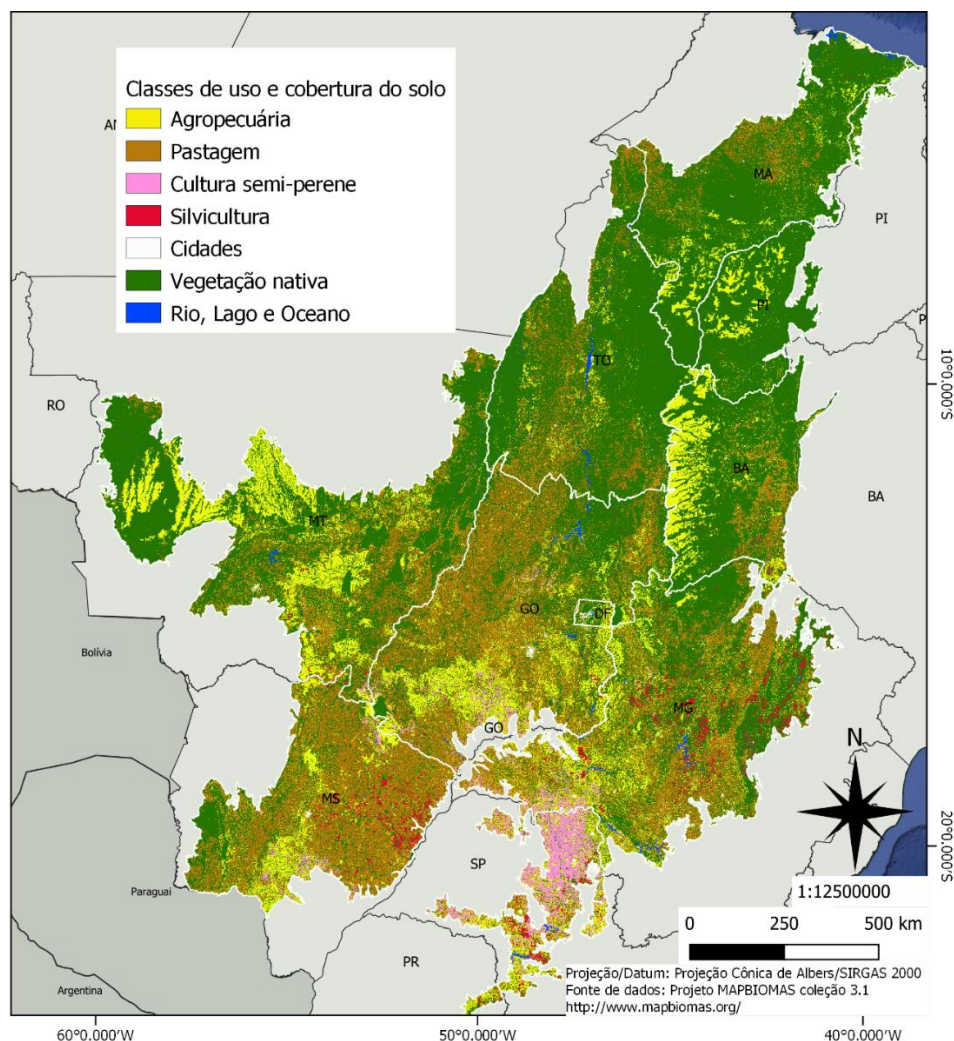 Classes de uso e cobertura do solo
Agropecuária
Pastagem
Cultura semi-perene
Silvicultura
Cidades
Vegetação nativa
Rio, Lago e Oceano
MA
PI
PI
TO
10°0.000'S
RO
BA
BA
MT
GO
DF
Bolívia
MG
GO
N
MS
20°0.000'S
SP
Paraguai
1:12500000
0 250 500 km
PR
Projeção/Datum: Projeção Cônica de Albers/SIRGAS 2000
Fonte de dados: Projeto MAPBIOMAS coleção 3.1
http://www.mapbiomas.org/
Argentina
60°0.000'W 50°0.000'W 40°0.000'W